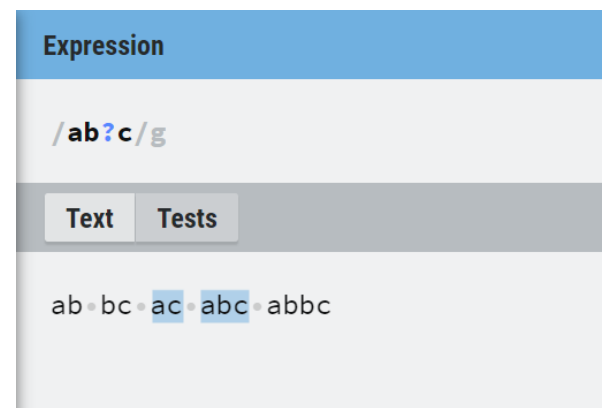 Expression
/ab?c/g
Text Tests
ab•bc•ac•abc•abbc